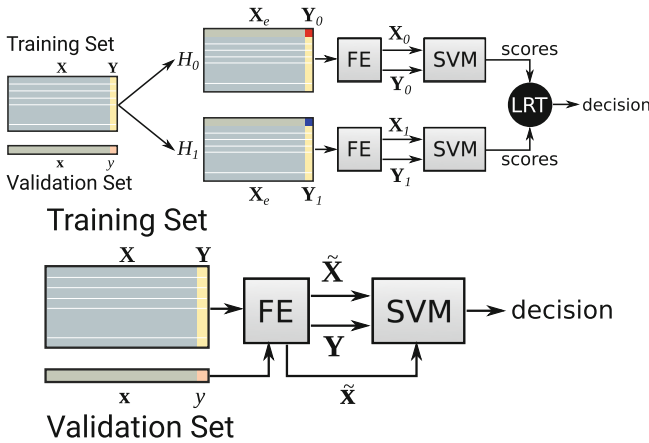 Xₑ Y₀
Training Set
X Y
H₀
FE
X₀
Y₀
SVM
scores
LRT
decision
H₁
FE
X₁
Y₁
SVM
scores
x y
Validation Set
Xₑ Y₁
Training Set
X Y
FE
X̃
Y
SVM
decision
x y
x̃
Validation Set